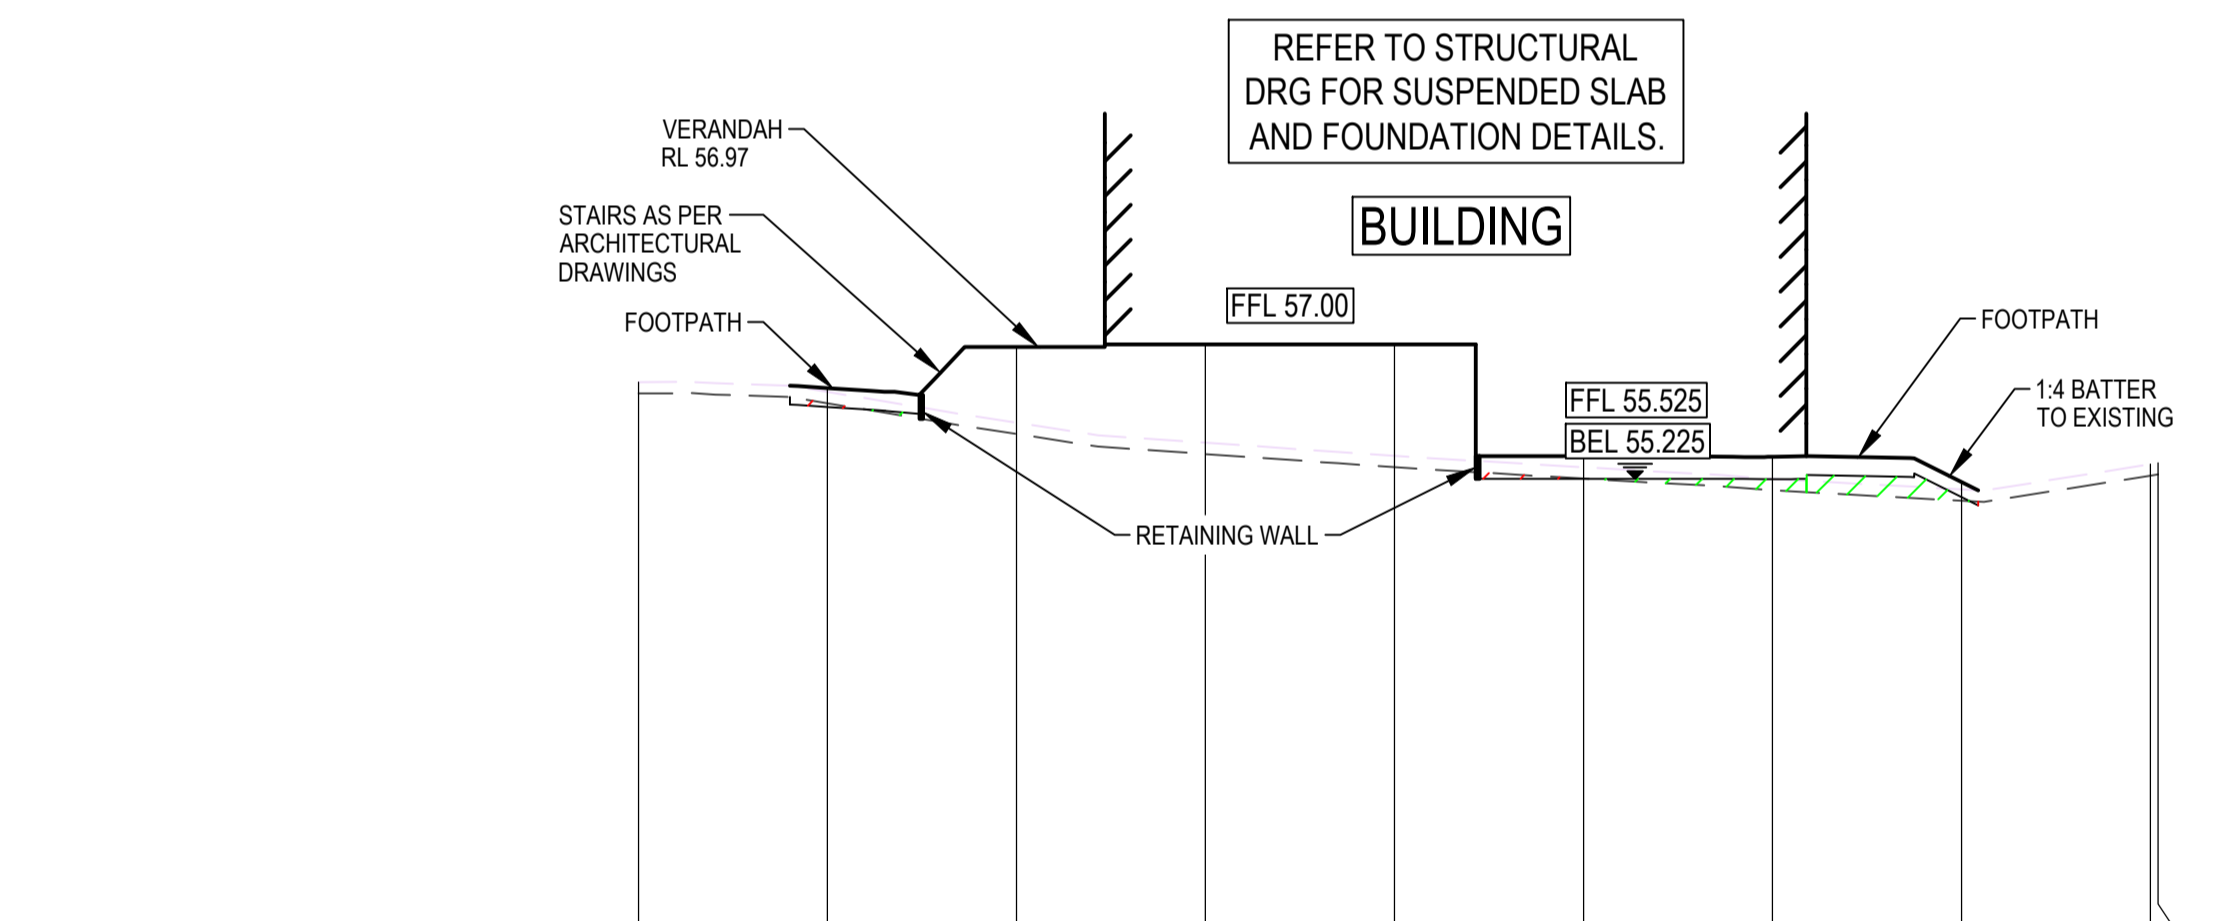 REFER TO STRUCTURAL
DRG FOR SUSPENDED SLAB
AND FOUNDATION DETAILS.
VERANDAH
RL 56.97
STAIRS AS PER
ARCHITECTURAL
DRAWINGS
BUILDING
FFL 57.00
FOOTPATH
FOOTPATH
FFL 55.525
BEL 55.225
1:4 BATTER
TO EXISTING
RETAINING WALL